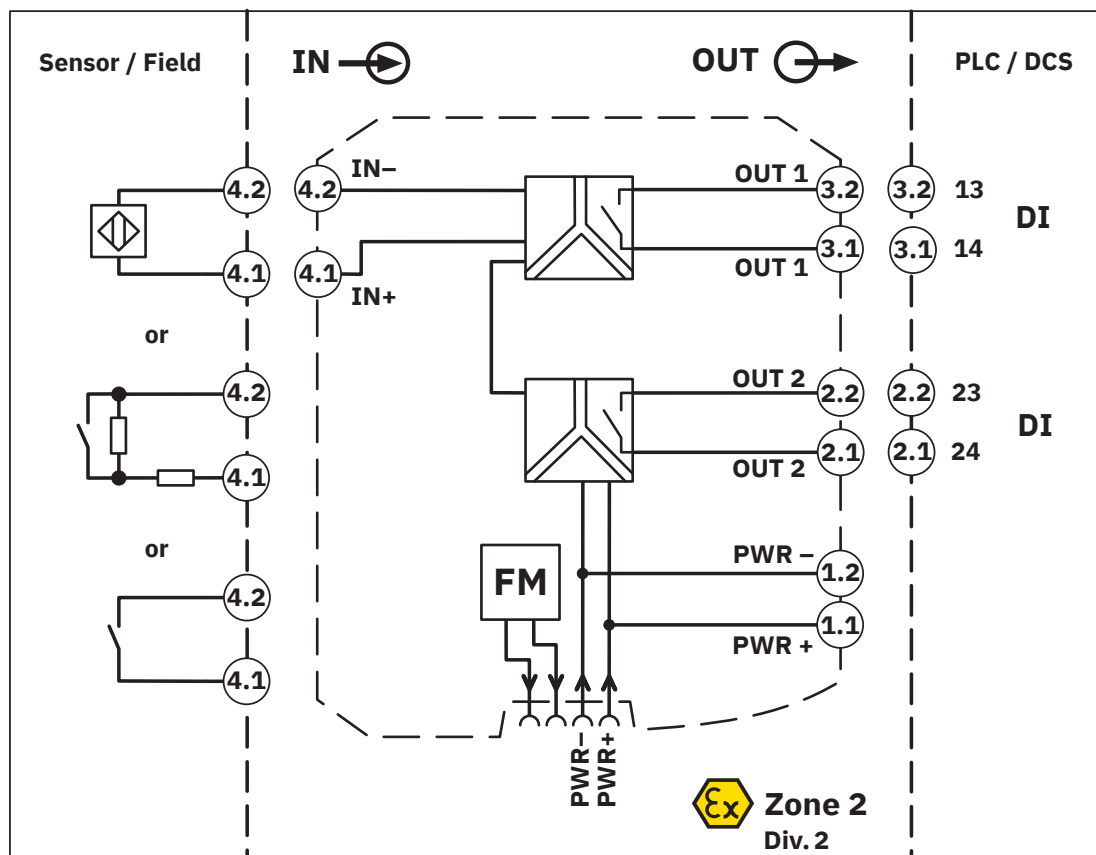 Sensor / Field
IN
OUT
PLC / DCS
4.2
4.2
IN–
OUT 1
3.2
3.2
13
DI
4.1
4.1
IN+
OUT 1
3.1
3.1
14
or
4.2
OUT 2
2.2
2.2
23
DI
4.1
OUT 2
2.1
2.1
24
or
FM
PWR –
1.2
4.2
1.1
PWR +
4.1
PWR–
PWR+
Ex
Zone 2
Div. 2